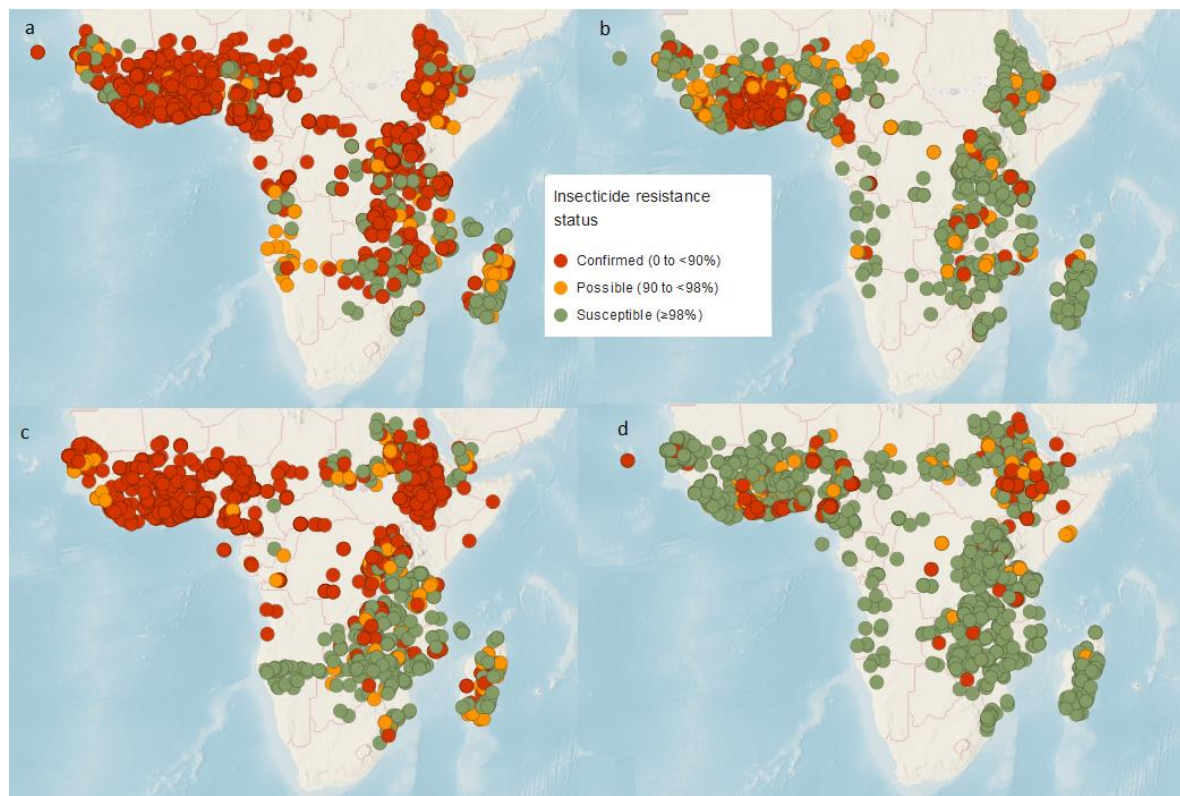 a
b
Insecticide resistance
status
Confirmed (0 to <90%)
Possible (90 to <98%)
Susceptible (≥98%)
c
d